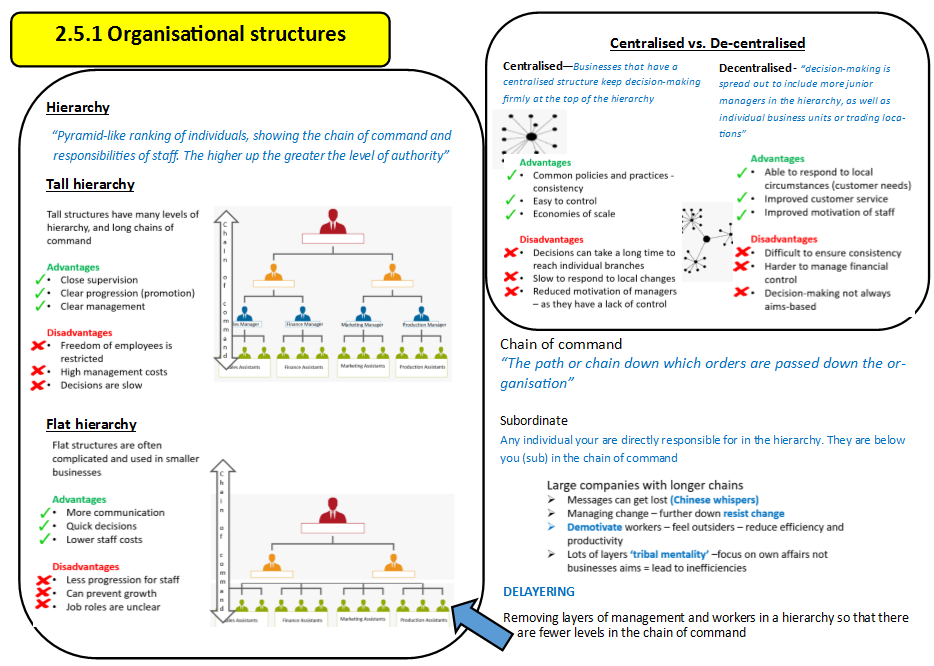 2.5.1 Organisational structures
Hierarchy
“Pyramid-like ranking of individuals, showing the chain of command and
responsibilities of staff. The higher up the greater the level of authority”
Tall hierarchy
Tall structures have many levels of
hierarchy, and long chains of
command
Advantages
• Close supervision
• Clear progression (promotion)
• Clear management
Disadvantages
• Freedom of employees is
restricted
• High management costs
• Decisions are slow
Chain of command
Manager
Finance Manager
Marketing Manager
Production Manager
Sales Assistants
Finance Assistants
Marketing Assistants
Production Assistants
Flat hierarchy
Flat structures are often
complicated and used in smaller
businesses
Advantages
• More communication
• Quick decisions
• Lower staff costs
Disadvantages
• Less progression for staff
• Can prevent growth
• Job roles are unclear
Chain of command
Assistants
Finance Assistants
Marketing Assistants
Production Assistants
Centralised vs. De-centralised
Centralised—Businesses that have a
centralised structure keep decision-making
firmly at the top of the hierarchy
Advantages
• Common policies and practices -
consistency
• Easy to control
• Economies of scale
Disadvantages
• Decisions can take a long time to
reach individual branches
• Slow to respond to local changes
• Reduced motivation of managers
– as they have a lack of control
Decentralised- “decision-making is
spread out to include more junior
managers in the hierarchy, as well as
individual business units or trading loca-
tions”
Advantages
• Able to respond to local
circumstances (customer needs)
• Improved customer service
• Improved motivation of staff
Disadvantages
• Difficult to ensure consistency
• Harder to manage financial
control
• Decision-making not always
aims-based
Chain of command
“The path or chain down which orders are passed down the or-
ganisation”
Subordinate
Any individual your are directly responsible for in the hierarchy. They are below
you (sub) in the chain of command
Large companies with longer chains
➢ Messages can get lost (Chinese whispers)
➢ Managing change – further down resist change
➢ Demotivate workers – feel outsiders – reduce efficiency and
productivity
➢ Lots of layers ‘tribal mentality’ –focus on own affairs not
businesses aims = lead to inefficiencies
DELAYERING
Removing layers of management and workers in a hierarchy so that there
are fewer levels in the chain of command